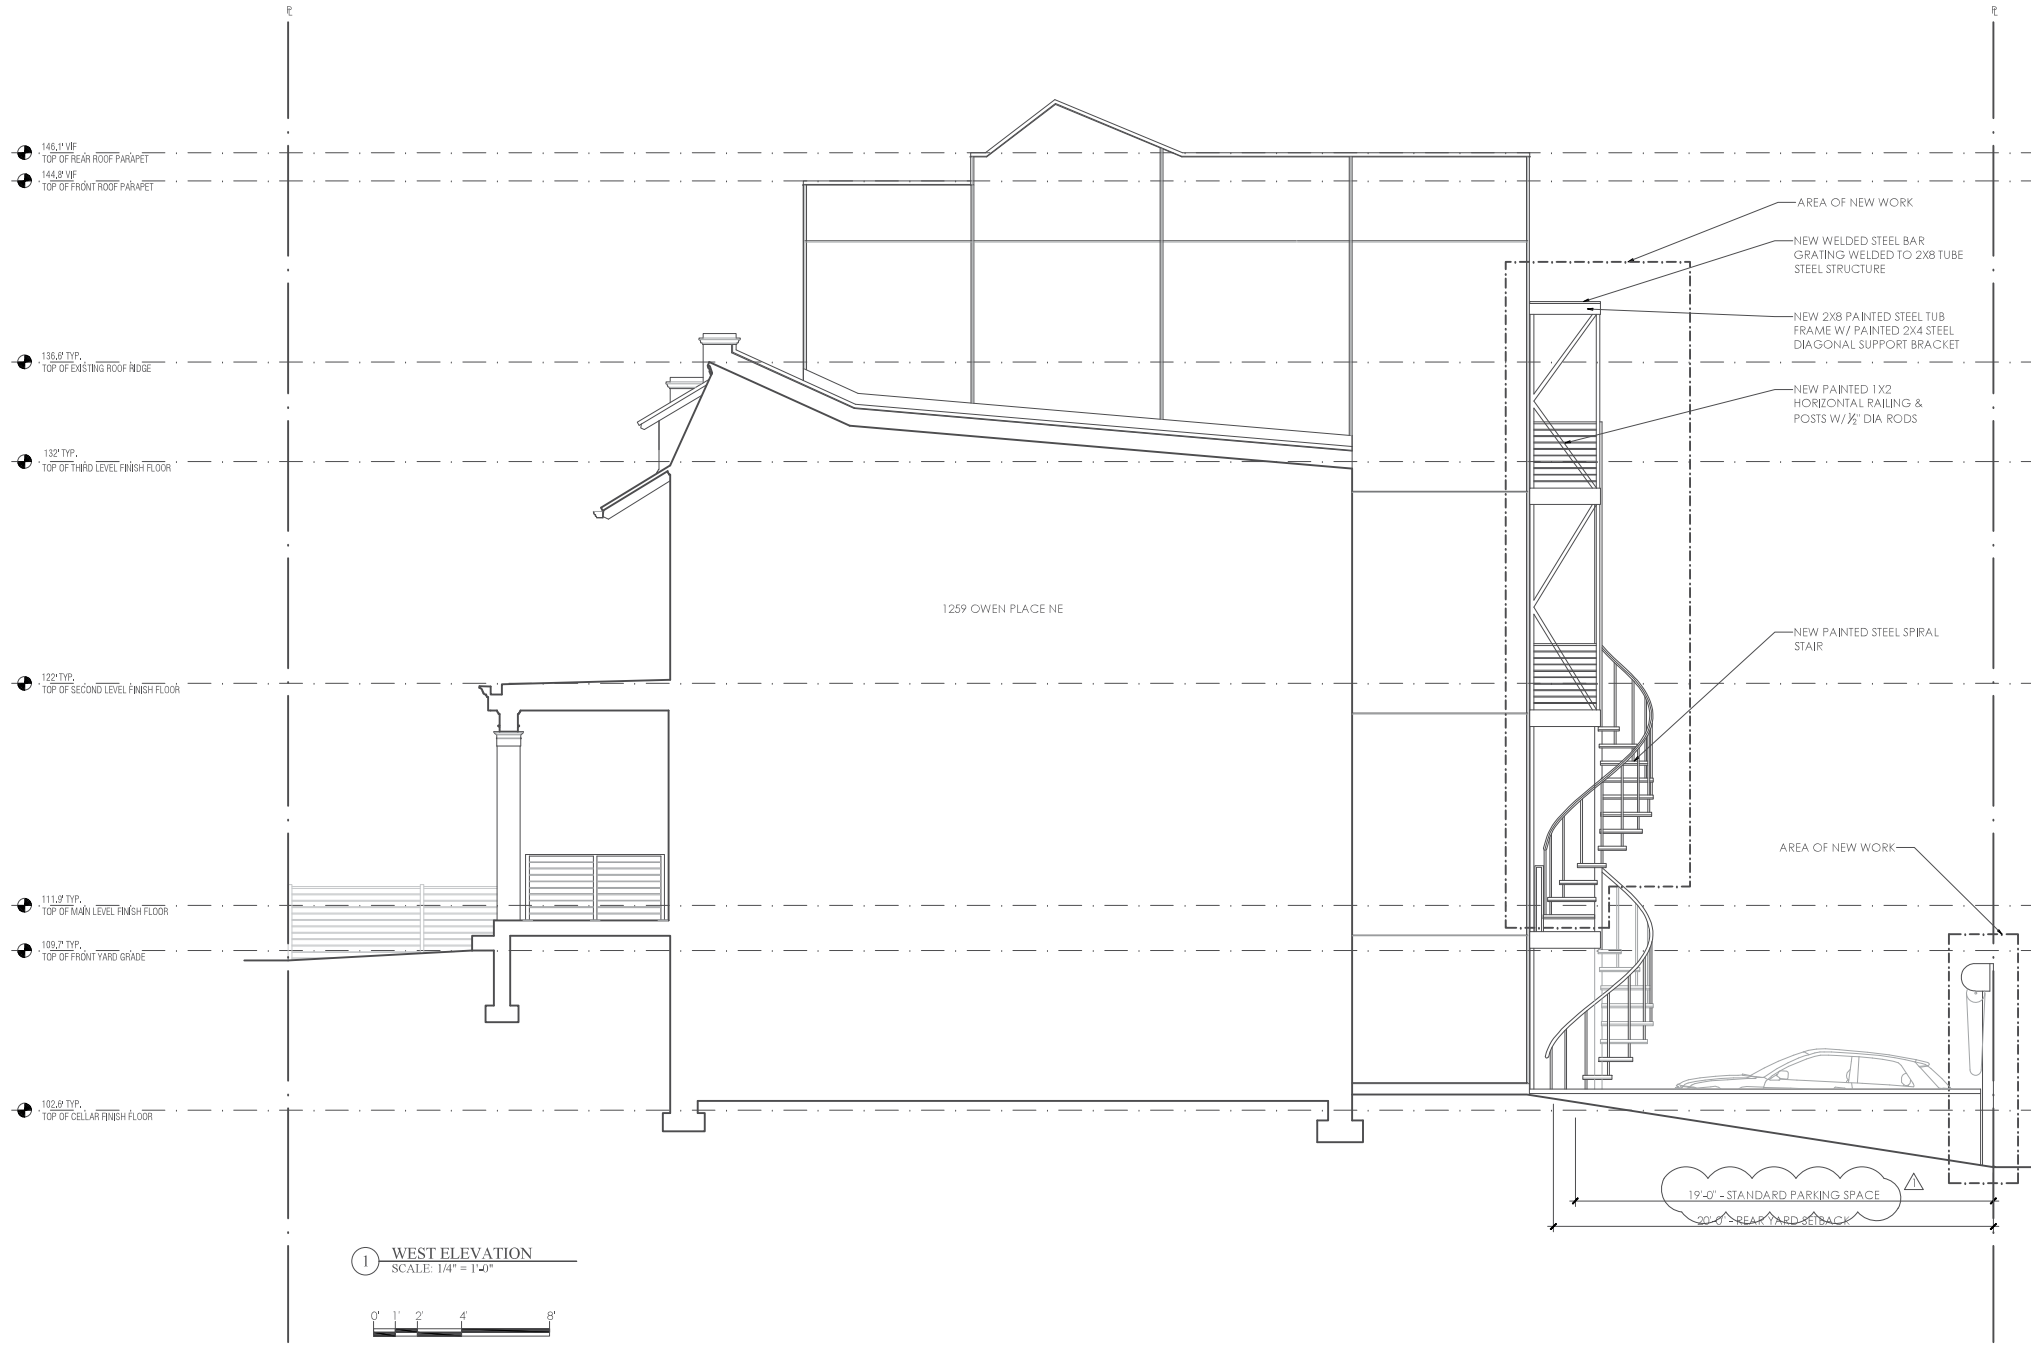 ℄
℄
146.1' VIF
TOP OF REAR ROOF PARAPET
144.8' VIF
TOP OF FRONT ROOF PARAPET
AREA OF NEW WORK
NEW WELDED STEEL BAR
GRATING WELDED TO 2X8 TUBE
STEEL STRUCTURE
NEW 2X8 PAINTED STEEL TUB
FRAME W/ PAINTED 2X4 STEEL
DIAGONAL SUPPORT BRACKET
136.6' TYP.
TOP OF EXISTING ROOF RIDGE
NEW PAINTED 1X2
HORIZONTAL RAILING &
POSTS W/ ½" DIA RODS
132' TYP.
TOP OF THIRD LEVEL FINISH FLOOR
1259 OWEN PLACE NE
NEW PAINTED STEEL SPIRAL
STAIR
122' TYP.
TOP OF SECOND LEVEL FINISH FLOOR
AREA OF NEW WORK
111.9' TYP.
TOP OF MAIN LEVEL FINISH FLOOR
109.7' TYP.
TOP OF FRONT YARD GRADE
102.6' TYP.
TOP OF CELLAR FINISH FLOOR
1
19'-0" - STANDARD PARKING SPACE
20'-0" - REAR YARD SETBACK
1 WEST ELEVATION
SCALE: 1/4" = 1'-0"
0' 1' 2' 4' 8'